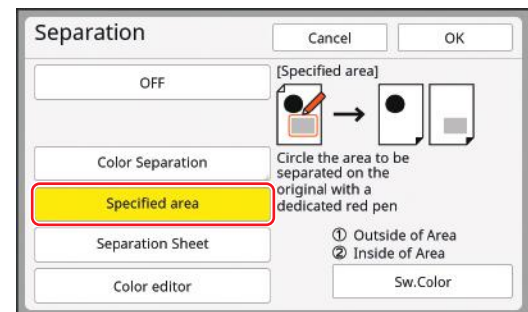 Separation
Cancel
OK
OFF
Color Separation
Specified area
Separation Sheet
Color editor
[Specified area]
Circle the area to be
separated on the
original with a
dedicated red pen
① Outside of Area
② Inside of Area
Sw.Color